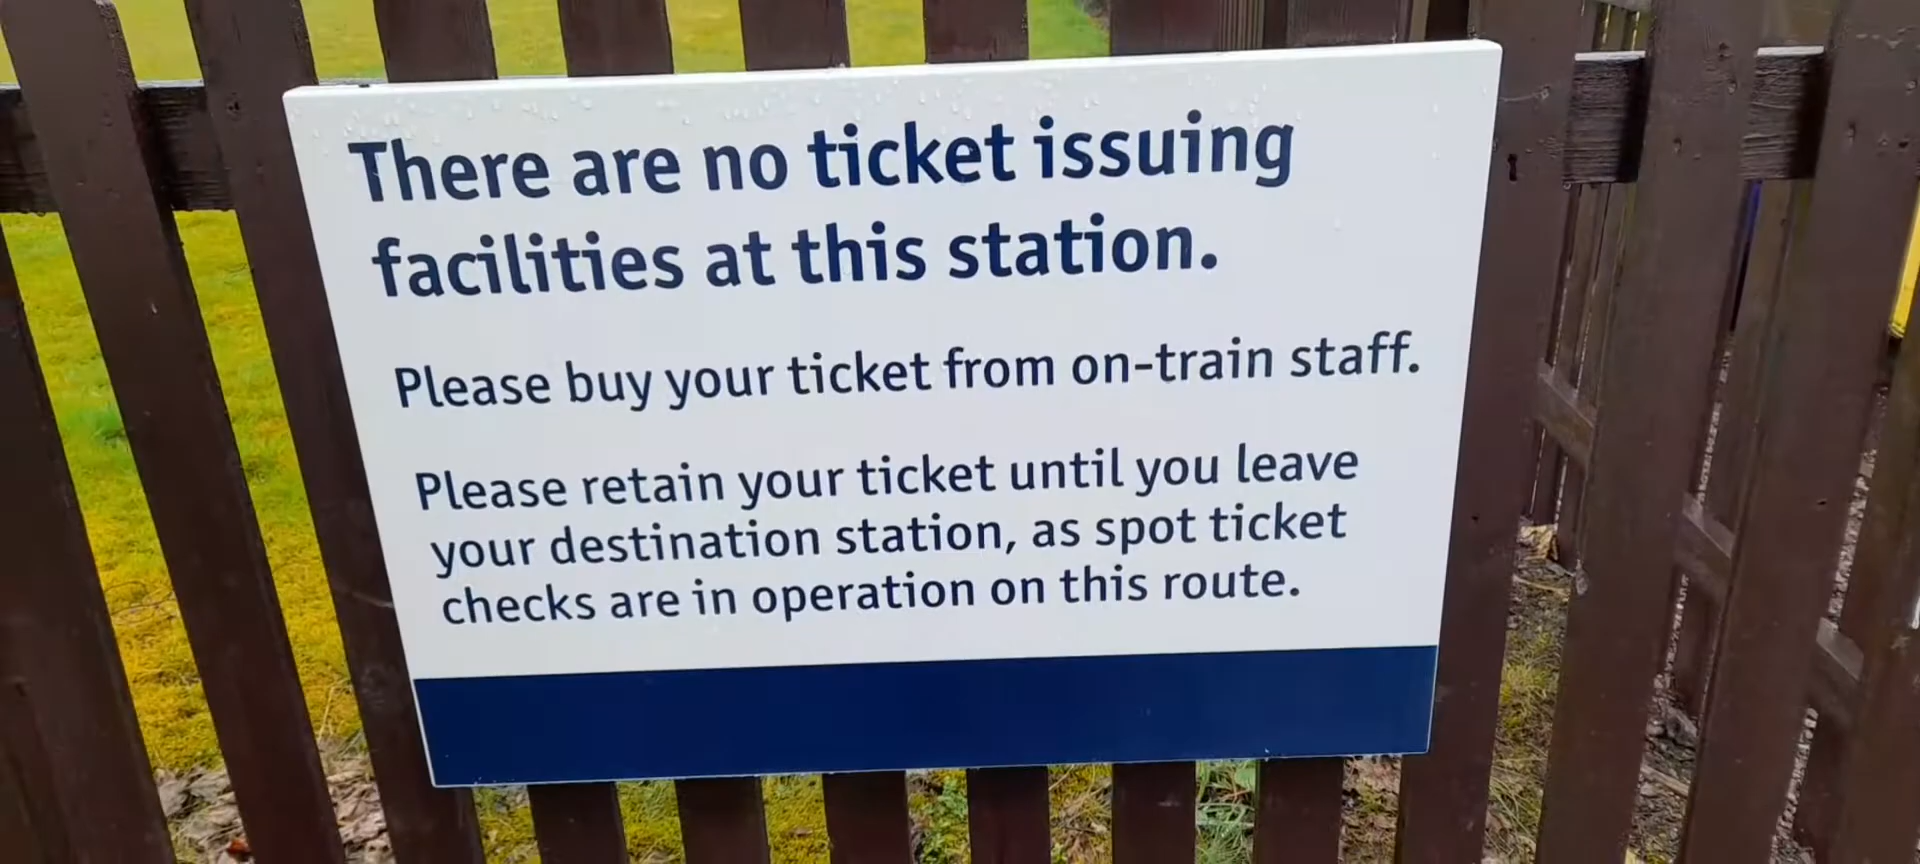 There are no ticket issuing
facilities at this station.
Please buy your ticket from on-train staff.
Please retain your ticket until you leave
your destination station, as spot ticket
checks are in operation on this route.